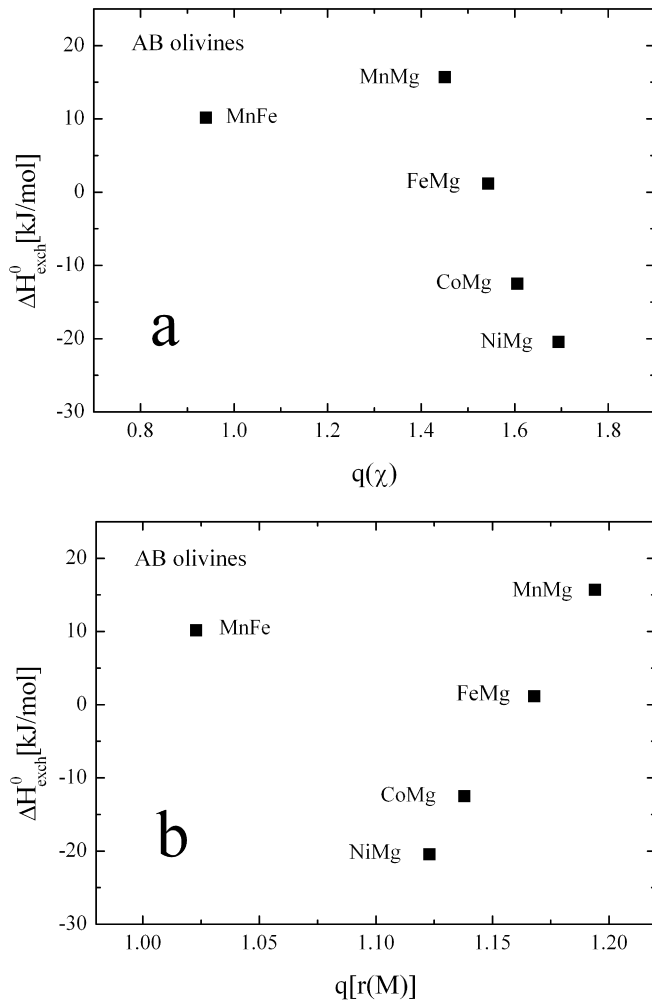 AB olivines
MnMg
MnFe
FeMg
CoMg
NiMg
a
ΔH⁰exch[kJ/mol]
20
10
0
-10
-20
-30
0.8 1.0 1.2 1.4 1.6 1.8
q(χ)
AB olivines
MnMg
MnFe
FeMg
CoMg
NiMg
b
ΔH⁰exch[kJ/mol]
20
10
0
-10
-20
-30
1.00 1.05 1.10 1.15 1.20
q[r(M)]